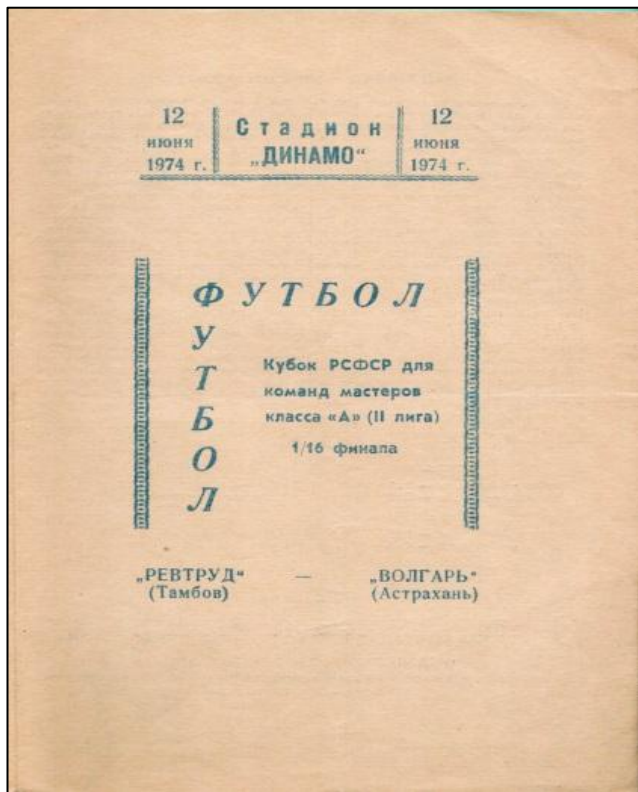 12
июня
1974 г.
Стадион
„ДИНАМО“
12
июня
1974 г.
ФУТБОЛ
ФУТБОЛ
Кубок РСФСР для
команд мастеров
класса «А» (II лига)
1/16 финала
„РЕВТРУД“ — „ВОЛГАРЬ“
(Тамбов) (Астрахань)